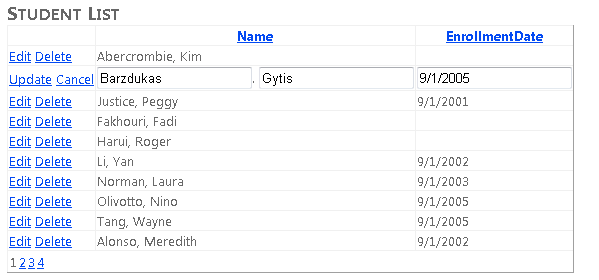 Student List
Name EnrollmentDate
Edit Delete Abercrombie, Kim
Update Cancel Barzdukas , Gytis 9/1/2005
Edit Delete Justice, Peggy 9/1/2001
Edit Delete Fakhouri, Fadi
Edit Delete Harui, Roger
Edit Delete Li, Yan 9/1/2002
Edit Delete Norman, Laura 9/1/2003
Edit Delete Olivotto, Nino 9/1/2005
Edit Delete Tang, Wayne 9/1/2005
Edit Delete Alonso, Meredith 9/1/2002
1 2 3 4